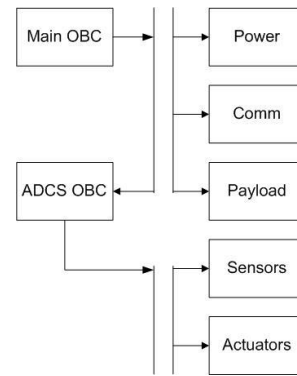 Main OBC
Power
Comm
ADCS OBC
Payload
Sensors
Actuators